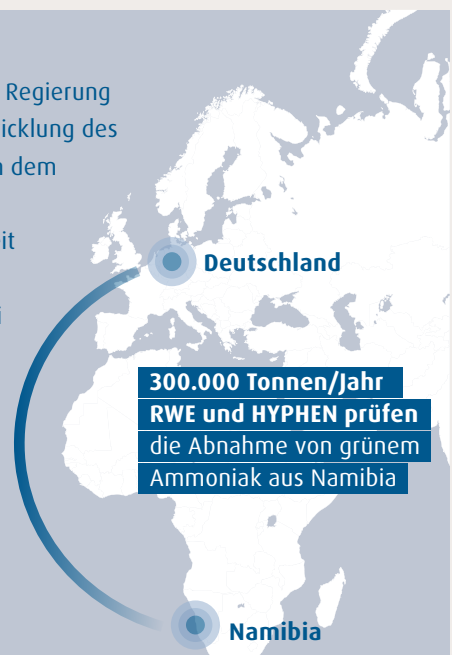 Regierung
icklung des
dem
it
Deutschland
300.000 Tonnen/Jahr
RWE und HYPHEN prüfen
die Abnahme von grünem
Ammoniak aus Namibia
Namibia